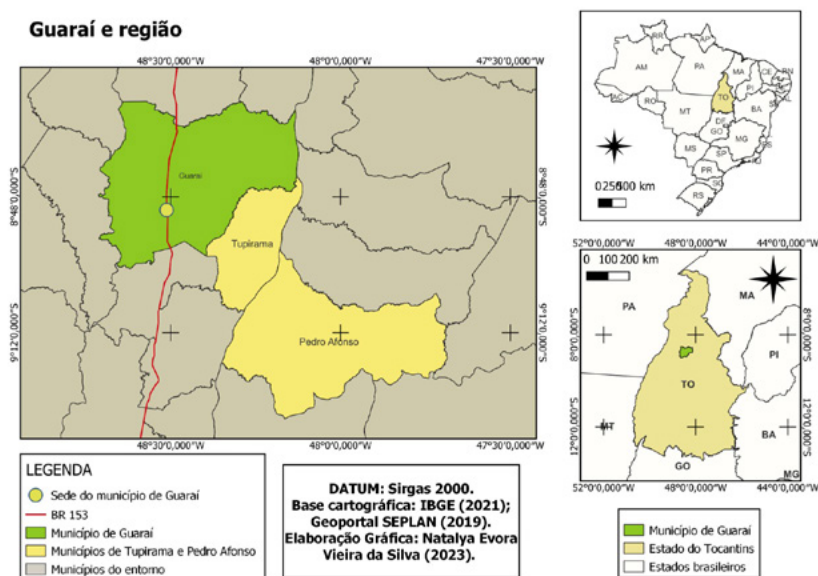 Guaraí e região
48°30'0,000"W 48°0'0,000"W 47°30'0,000"W
8°48'0,000"S
9°12'0,000"S
Guaraí
Tupirama
Pedro Afonso
8°48'0,000"S
9°12'0,000"S
48°30'0,000"W 48°0'0,000"W 47°30'0,000"W
LEGENDA
Sede do município de Guaraí
BR 153
Município de Guaraí
Municípios de Tupirama e Pedro Afonso
Municípios do entorno
DATUM: Sirgas 2000.
Base cartográfica: IBGE (2021);
Geoportal SEPLAN (2019).
Elaboração Gráfica: Natalya Evora
Vieira da Silva (2023).
RR AP
AM PA MA CE RN
PI
AC RO TO
MT BA
DF
GO
MG
MS ES
SP RJ
PR
SC
RS
0 250 500 km
52°0'0,000"W 48°0'0,000"W 44°0'0,000"W
0 100 200 km
PA MA
8°0'0,000"S
8°0'0,000"S
PI
TO
12°0'0,000"S
12°0'0,000"S
MT BA
GO
MG
52°0'0,000"W 48°0'0,000"W 44°0'0,000"W
Município de Guaraí
Estado do Tocantins
Estados brasileiros